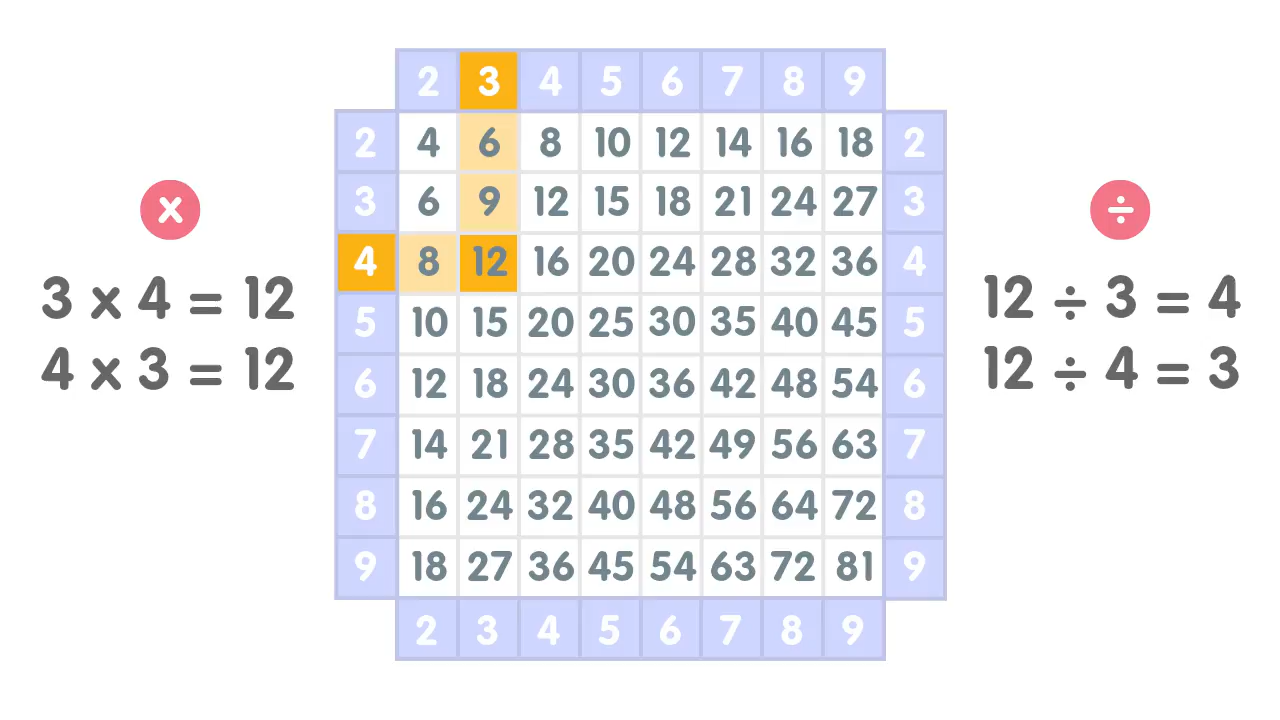 2 3 4 5 6 7 8 9
2 4 6 8 10 12 14 16 18 2
×
3 6 9 12 15 18 21 24 27 3
÷
4 8 12 16 20 24 28 32 36 4
3 x 4 = 12
12 ÷ 3 = 4
5 10 15 20 25 30 35 40 45 5
4 x 3 = 12
12 ÷ 4 = 3
6 12 18 24 30 36 42 48 54 6
7 14 21 28 35 42 49 56 63 7
8 16 24 32 40 48 56 64 72 8
9 18 27 36 45 54 63 72 81 9
2 3 4 5 6 7 8 9